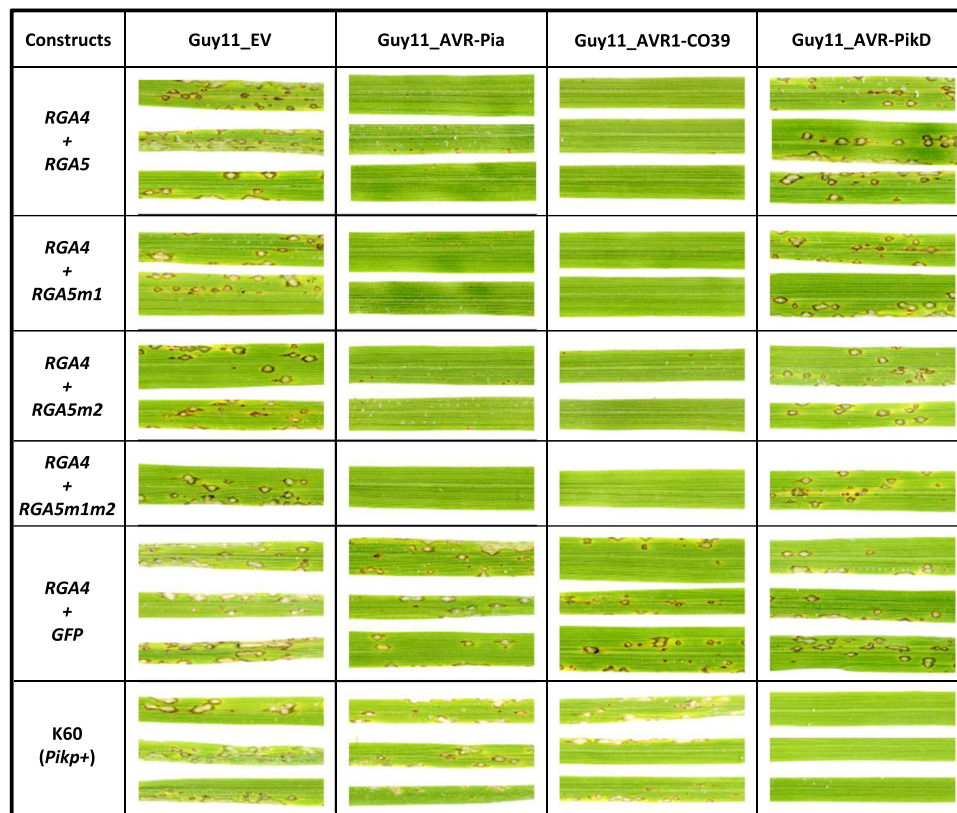 Constructs Guy11_EV Guy11_AVR-Pia Guy11_AVR1-CO39 Guy11_AVR-PikD
RGA4
+
RGA5
RGA4
+
RGA5m1
RGA4
+
RGA5m2
RGA4
+
RGA5m1m2
RGA4
+
GFP
K60
(Pikp+)